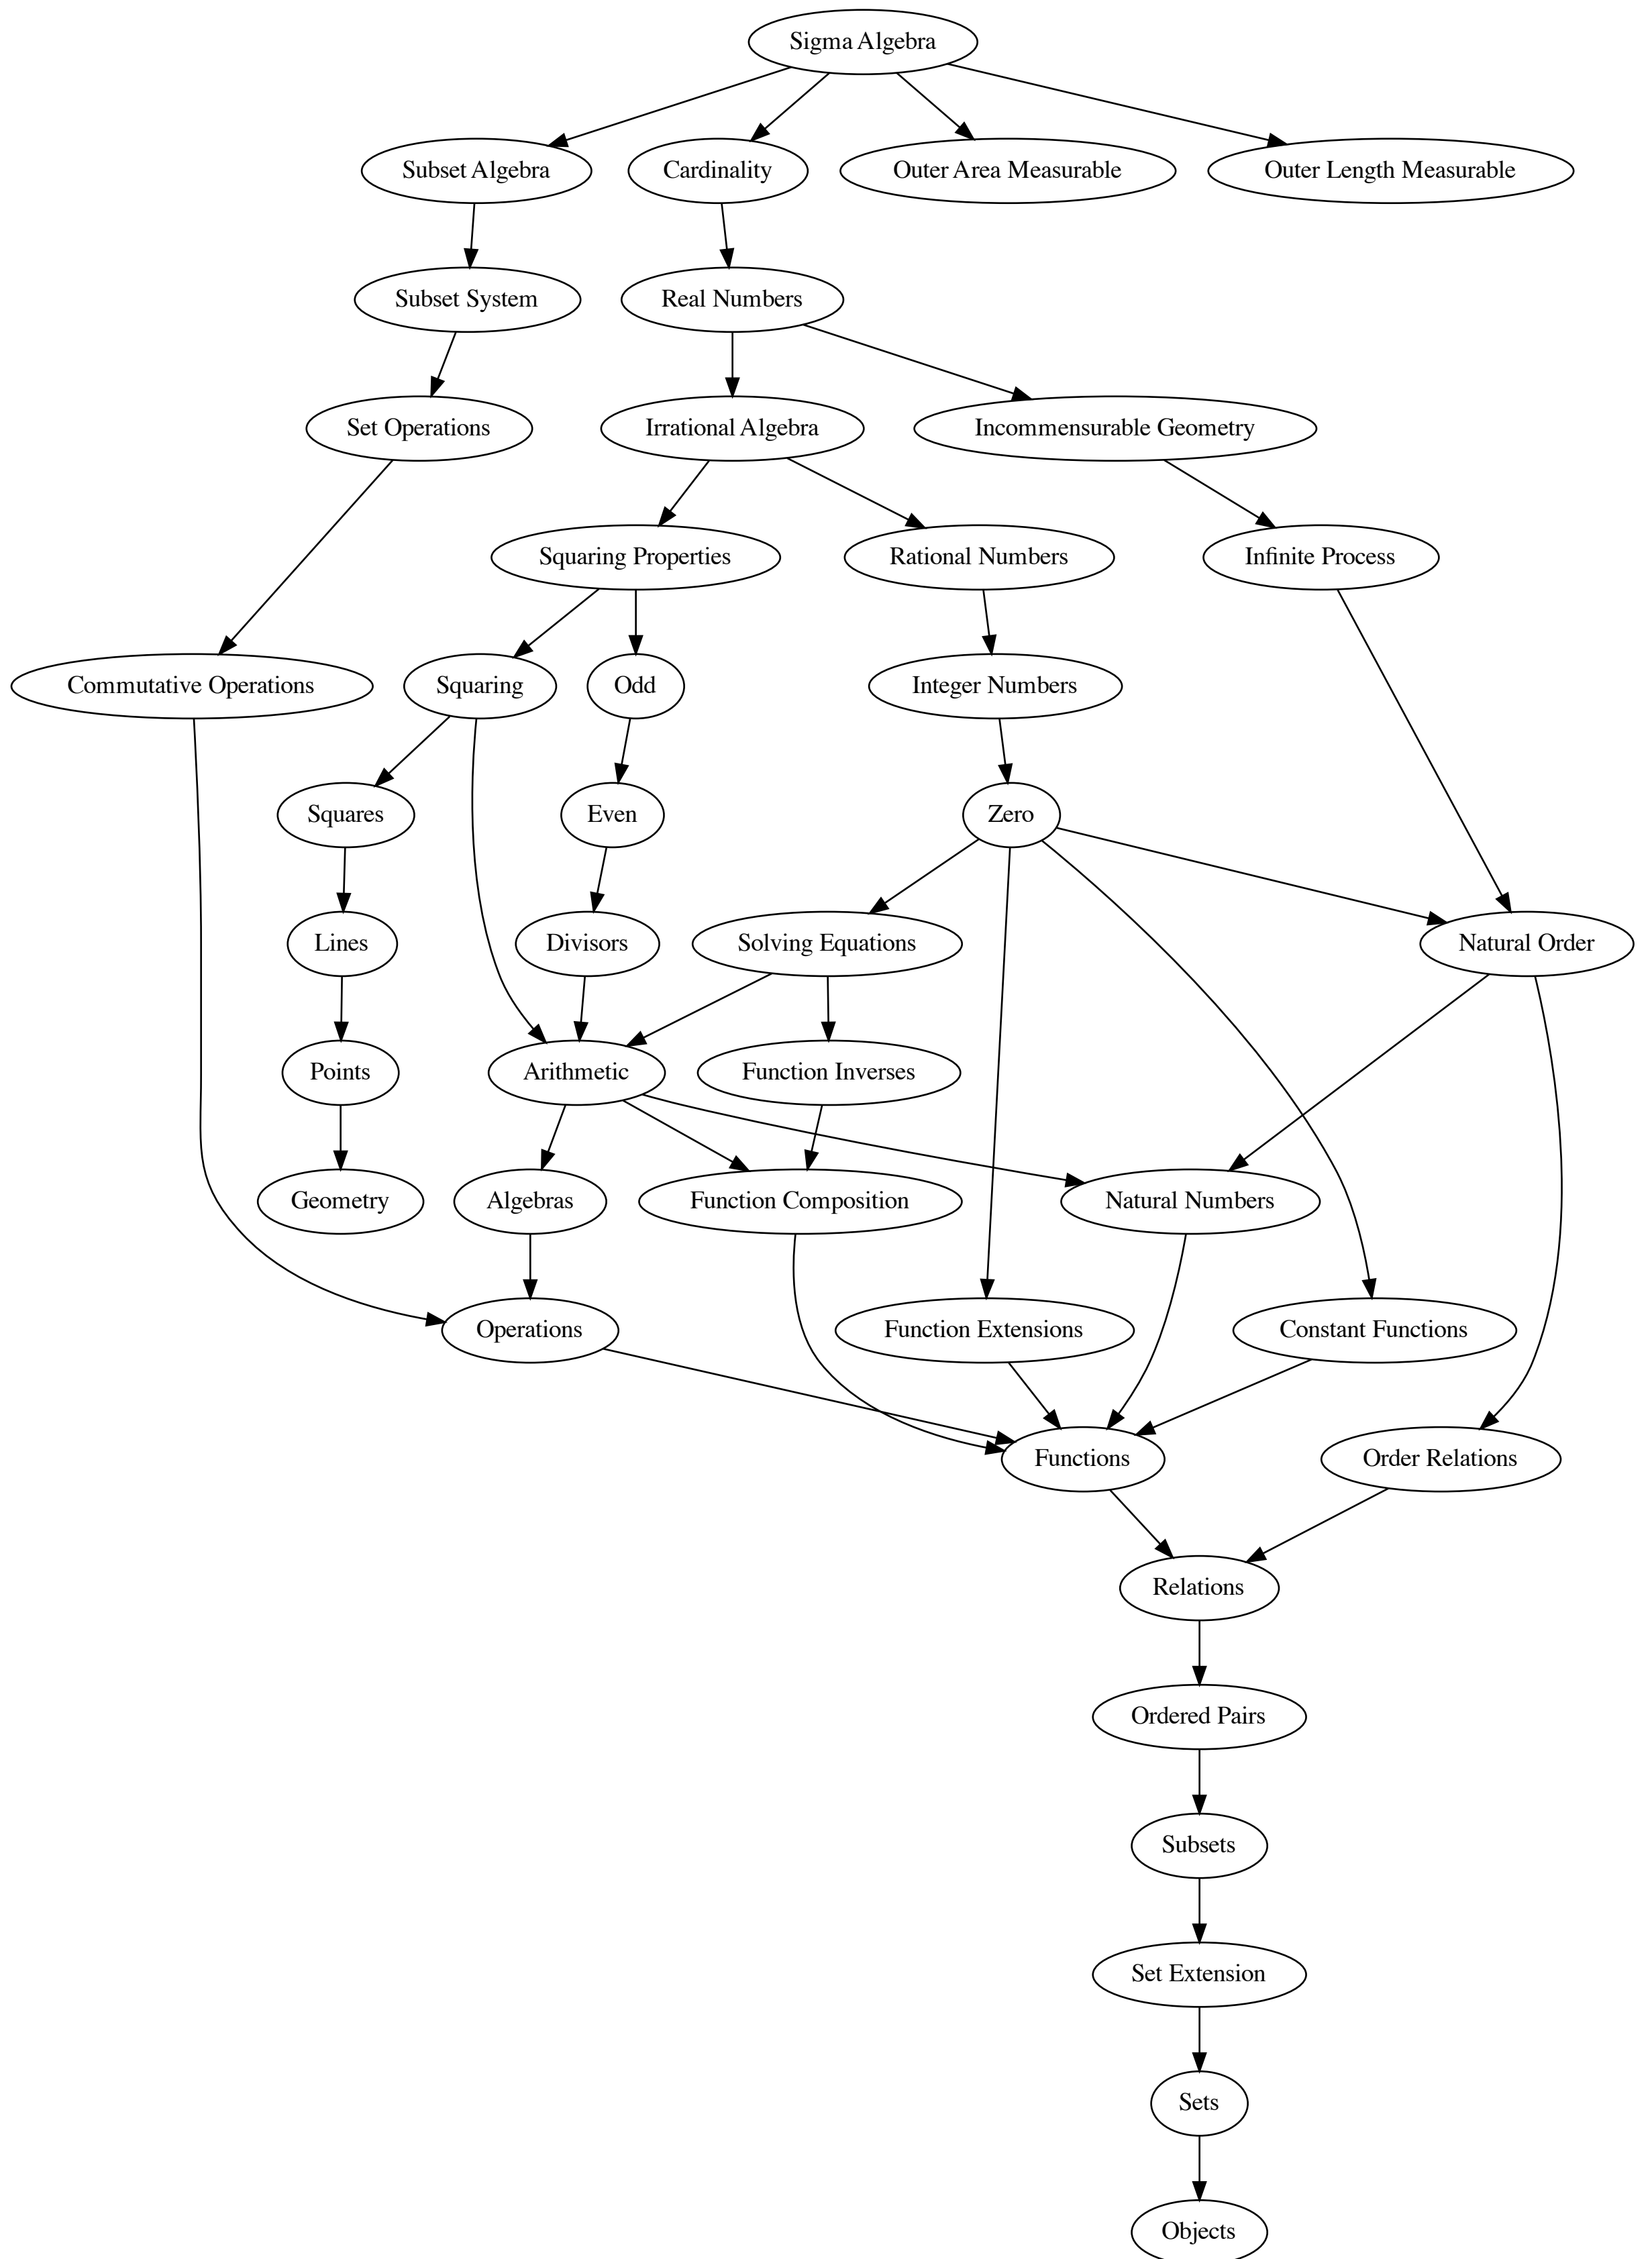 Sigma Algebra
Subset Algebra
Cardinality
Outer Area Measurable
Outer Length Measurable
Subset System
Real Numbers
Set Operations
Irrational Algebra
Incommensurable Geometry
Squaring Properties
Rational Numbers
Infinite Process
Commutative Operations
Squaring
Odd
Integer Numbers
Squares
Even
Zero
Lines
Divisors
Solving Equations
Natural Order
Points
Arithmetic
Function Inverses
Geometry
Algebras
Function Composition
Natural Numbers
Operations
Function Extensions
Constant Functions
Functions
Order Relations
Relations
Ordered Pairs
Subsets
Set Extension
Sets
Objects